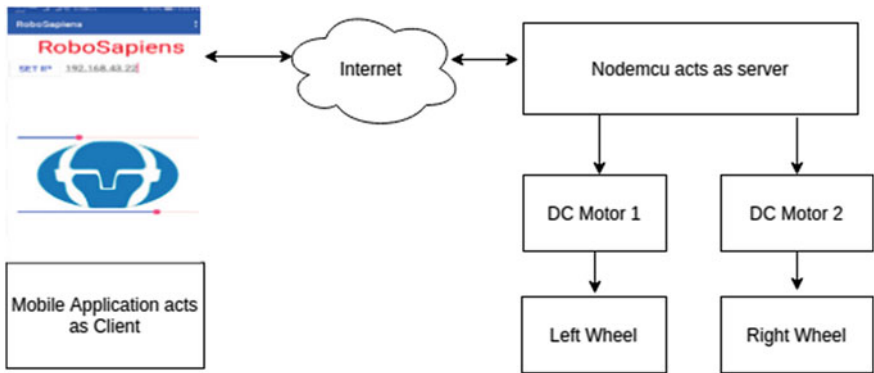 RoboSapiens
RoboSapiens
SET IP 192.168.43.22
Internet
Nodemcu acts as server
DC Motor 1
DC Motor 2
Mobile Application acts
as Client
Left Wheel
Right Wheel